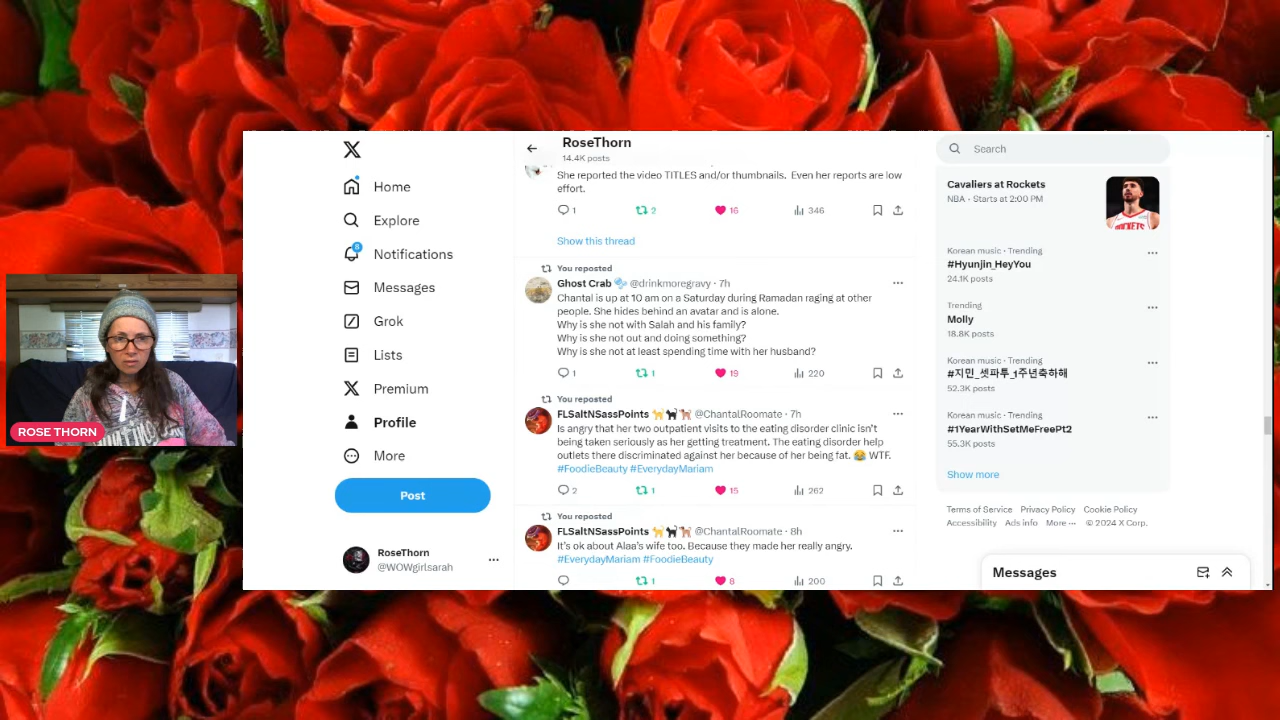 RoseThorn
14.4K posts
Search
Home
Explore
8
Notifications
Messages
Grok
Lists
Premium
Profile
More
Post
RoseThorn
@WOWgirlsarah
ROSE THORN
She reported the video TITLES and/or thumbnails. Even her reports are low
effort.
1 2 16 346
Show this thread
You reposted
Ghost Crab @drinkmoregravy · 7h
Chantal is up at 10 am on a Saturday during Ramadan raging at other
people. She hides behind an avatar and is alone.
Why is she not with Salah and his family?
Why is she not out and doing something?
Why is she not at least spending time with her husband?
1 1 19 220
You reposted
FLSaltNSassPoints @ChantalRoomate · 7h
Is angry that her two outpatient visits to the eating disorder clinic isn't
being taken seriously as her getting treatment. The eating disorder help
outlets there discriminated against her because of her being fat. 😂 WTF.
#FoodieBeauty #EverydayMariam
2 1 15 262
You reposted
FLSaltNSassPoints @ChantalRoomate · 8h
It's ok about Alaa's wife too. Because they made her really angry.
#EverydayMariam #FoodieBeauty
1 8 200
Cavaliers at Rockets
NBA · Starts at 2:00 PM
Korean music · Trending
#Hyunjin_HeyYou
24.1K posts
Trending
Molly
18.8K posts
Korean music · Trending
#지민_셋파투_1주년축하해
52.3K posts
Korean music · Trending
#1YearWithSetMeFreePt2
55.3K posts
Show more
Terms of Service Privacy Policy Cookie Policy
Accessibility Ads info More ··· © 2024 X Corp.
Messages